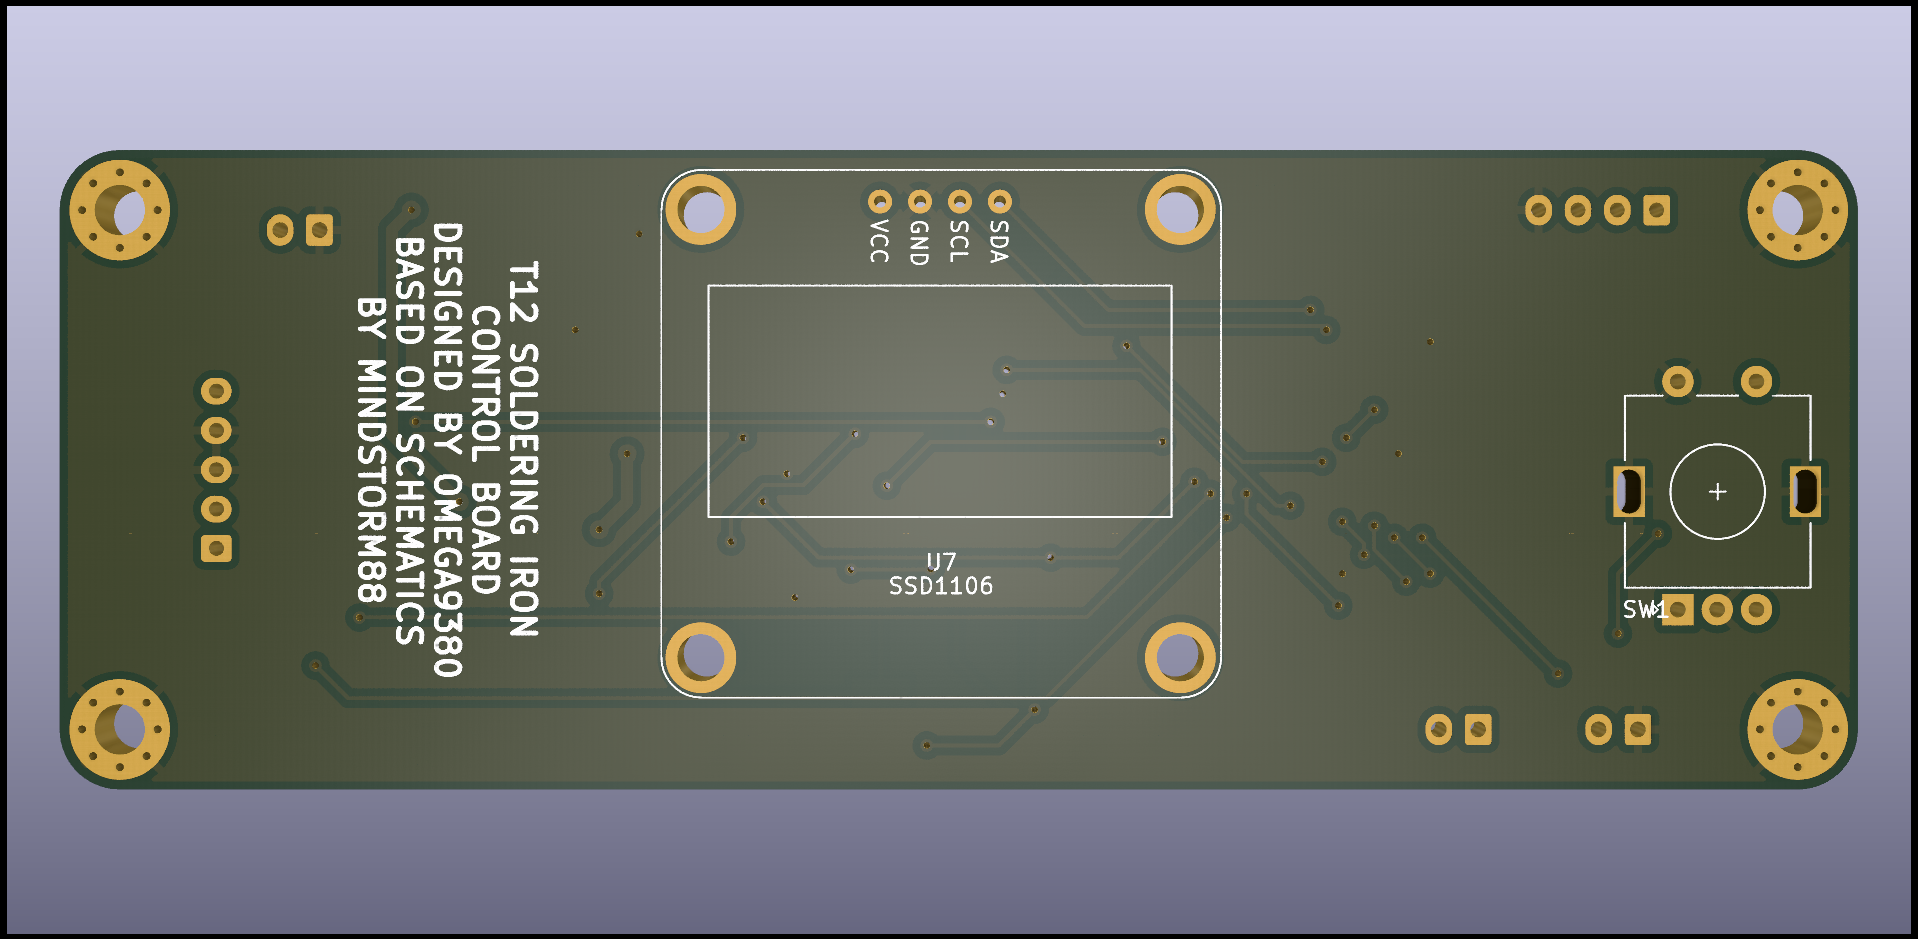 T12 SOLDERING IRON
CONTROL BOARD
DESIGNED BY OMEGA9380
BASED ON SCHEMATICS
BY MINDSTORM88
VCC
GND
SCL
SDA
U7
SSD1106
SW1